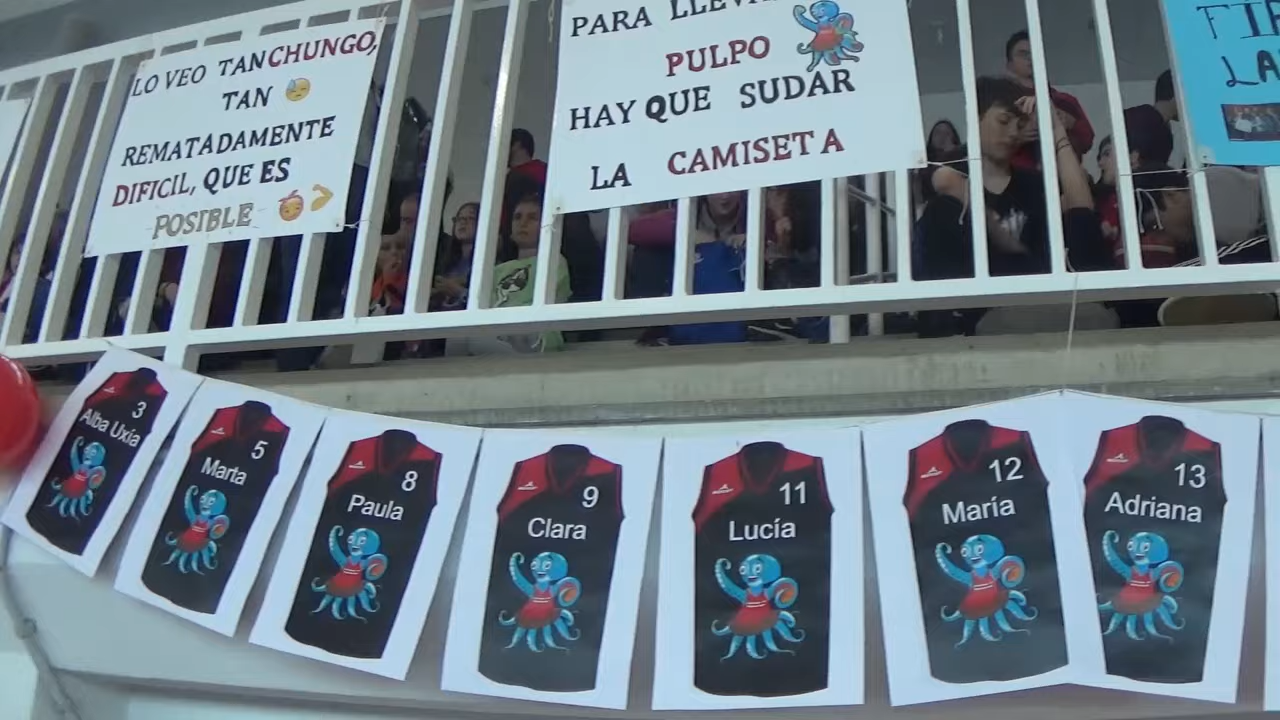 LO VEO TAN CHUNGO,
TAN
REMATADAMENTE
DIFICIL, QUE ES
POSIBLE
PARA
PULPO
HAY QUE SUDAR
LA CAMISETA
LA
3
Alba Uxía
5
Marta
8
Paula
9
Clara
11
Lucía
12
María
13
Adriana